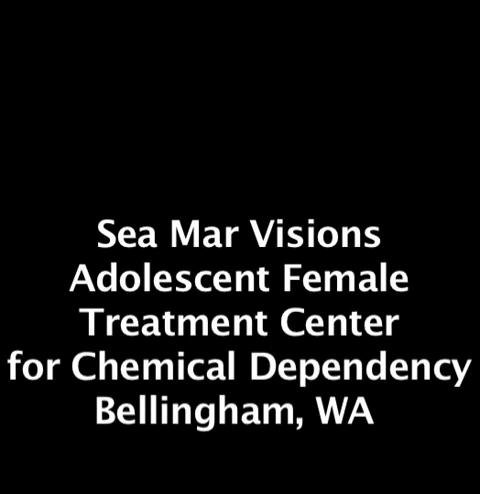 Sea Mar Visions
Adolescent Female
Treatment Center
for Chemical Dependency
Bellingham, WA